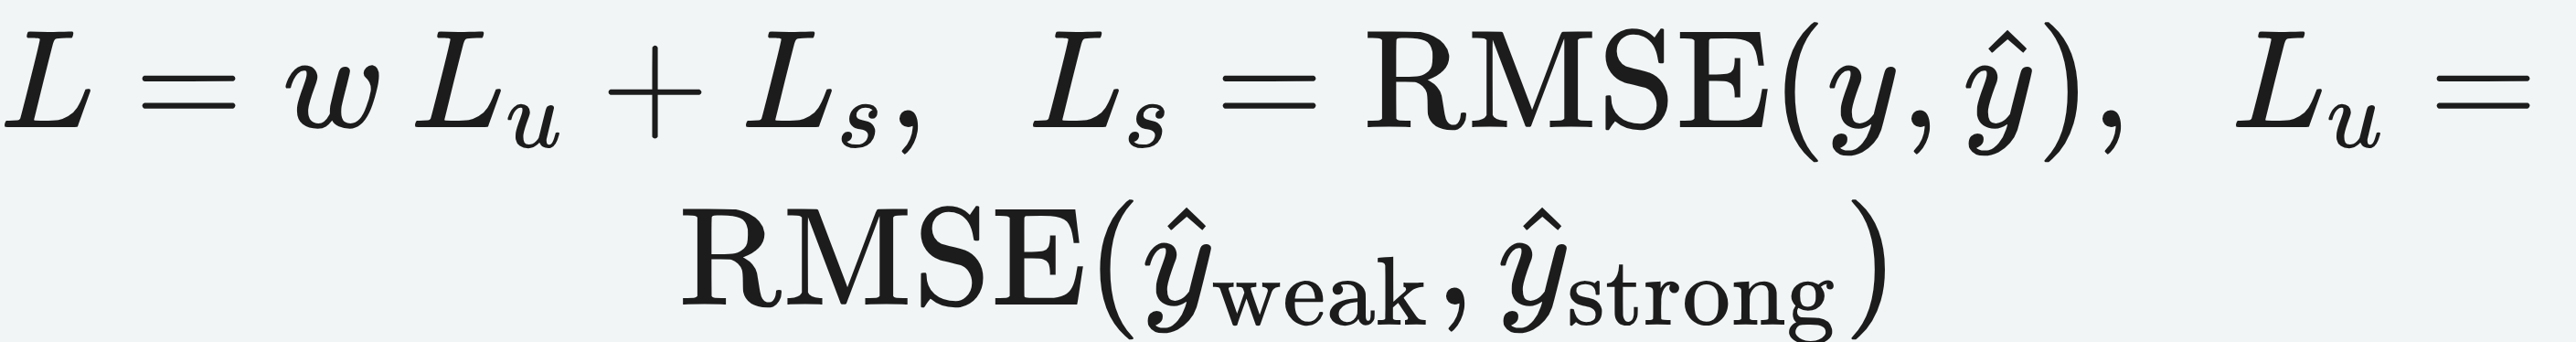 L = w L_u + L_s, L_s = RMSE(y, ŷ), L_u =
RMSE(ŷ_weak, ŷ_strong)